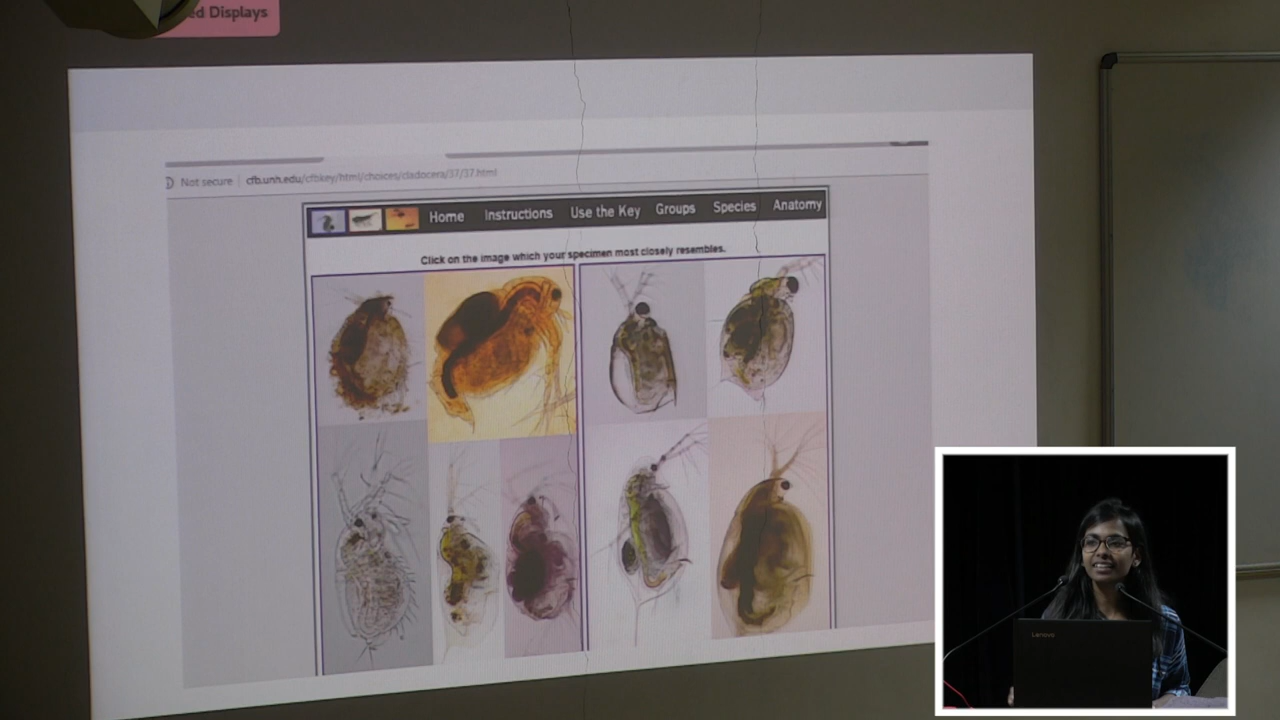 ed Displays
Not secure cfb.unh.edu/cfbkey/html/choices/cladocera/37/37.html
Home Instructions Use the Key Groups Species Anatomy
Click on the image which your specimen most closely resembles.
Lenovo